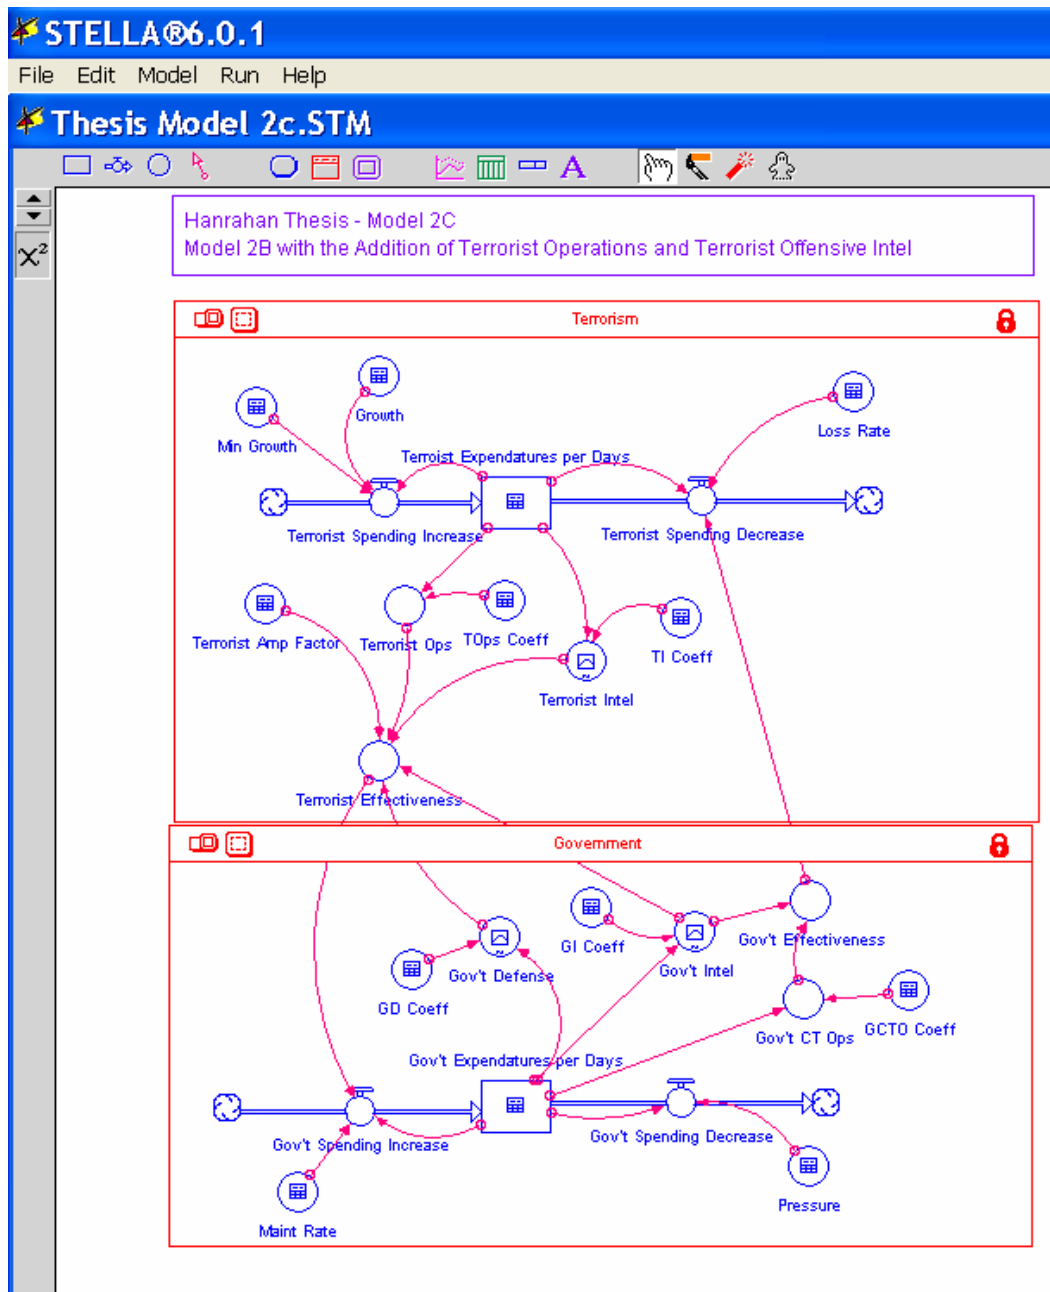 STELLA®6.0.1
File Edit Model Run Help
Thesis Model 2c.STM
A
X²
Hanrahan Thesis - Model 2C
Model 2B with the Addition of Terrorist Operations and Terrorist Offensive Intel
Terrorism
Growth
Min Growth
Loss Rate
Terroist Expendatures per Days
Terrorist Spending Increase
Terrorist Spending Decrease
Terrorist Amp Factor
Terrorist Ops
TOps Coeff
TI Coeff
Terrorist Intel
Terrorist Effectiveness
Government
GI Coeff
Gov't Effectiveness
Gov't Defense
Gov't Intel
GD Coeff
Gov't CT Ops
GCTO Coeff
Gov't Expendatures per Days
Gov't Spending Increase
Gov't Spending Decrease
Maint Rate
Pressure